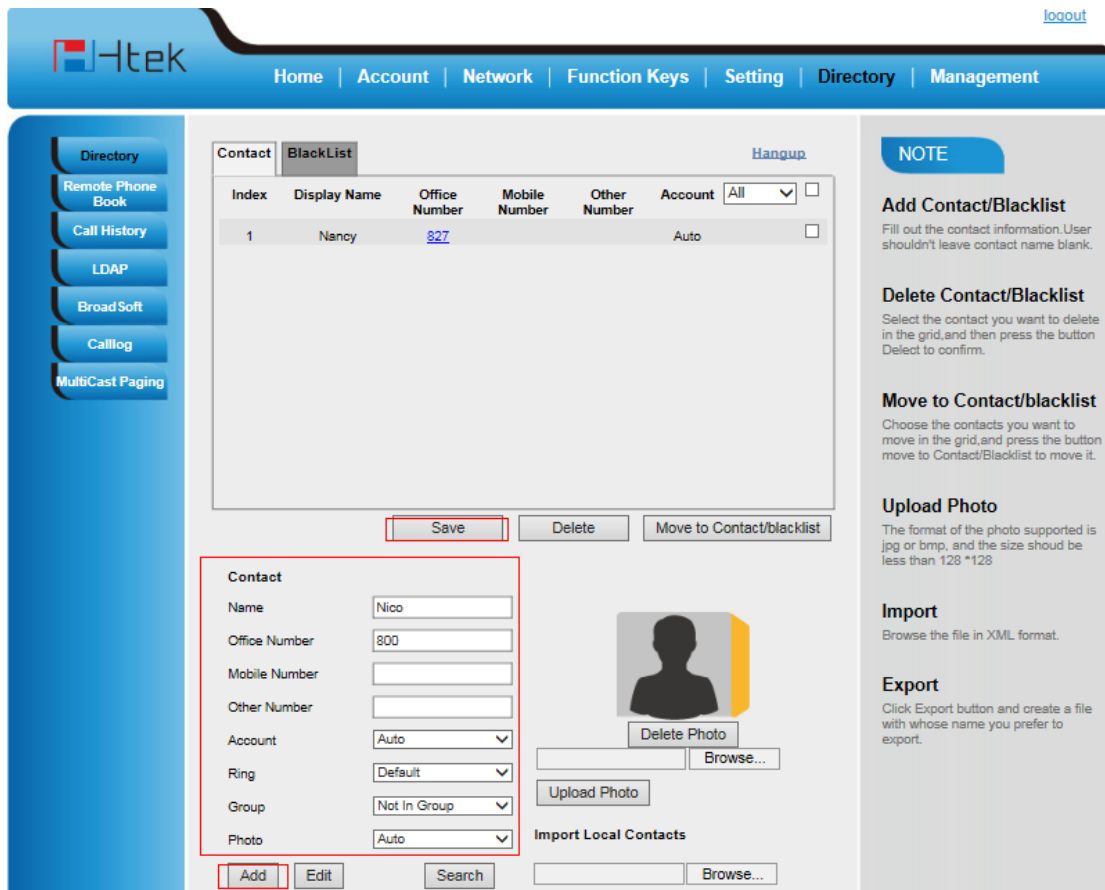 logout
Htek
Home | Account | Network | Function Keys | Setting | Directory | Management
Directory
Remote Phone
Book
Call History
LDAP
BroadSoft
Calllog
MultiCast Paging
Contact BlackList Hangup
Index Display Name Office Number Mobile Number Other Number Account All
1 Nancy 827 Auto
Save Delete Move to Contact/blacklist
Contact
Name Nico
Office Number 800
Mobile Number
Other Number
Account Auto
Ring Default
Group Not In Group
Photo Auto
Add Edit Search
Delete Photo
Browse...
Upload Photo
Import Local Contacts
Browse...
NOTE
Add Contact/Blacklist
Fill out the contact information.User
shouldn't leave contact name blank.
Delete Contact/Blacklist
Select the contact you want to delete
in the grid,and then press the button
Delect to confirm.
Move to Contact/blacklist
Choose the contacts you want to
move in the grid,and press the button
move to Contact/Blacklist to move it.
Upload Photo
The format of the photo supported is
jpg or bmp, and the size shoud be
less than 128 *128
Import
Browse the file in XML format.
Export
Click Export button and create a file
with whose name you prefer to
export.